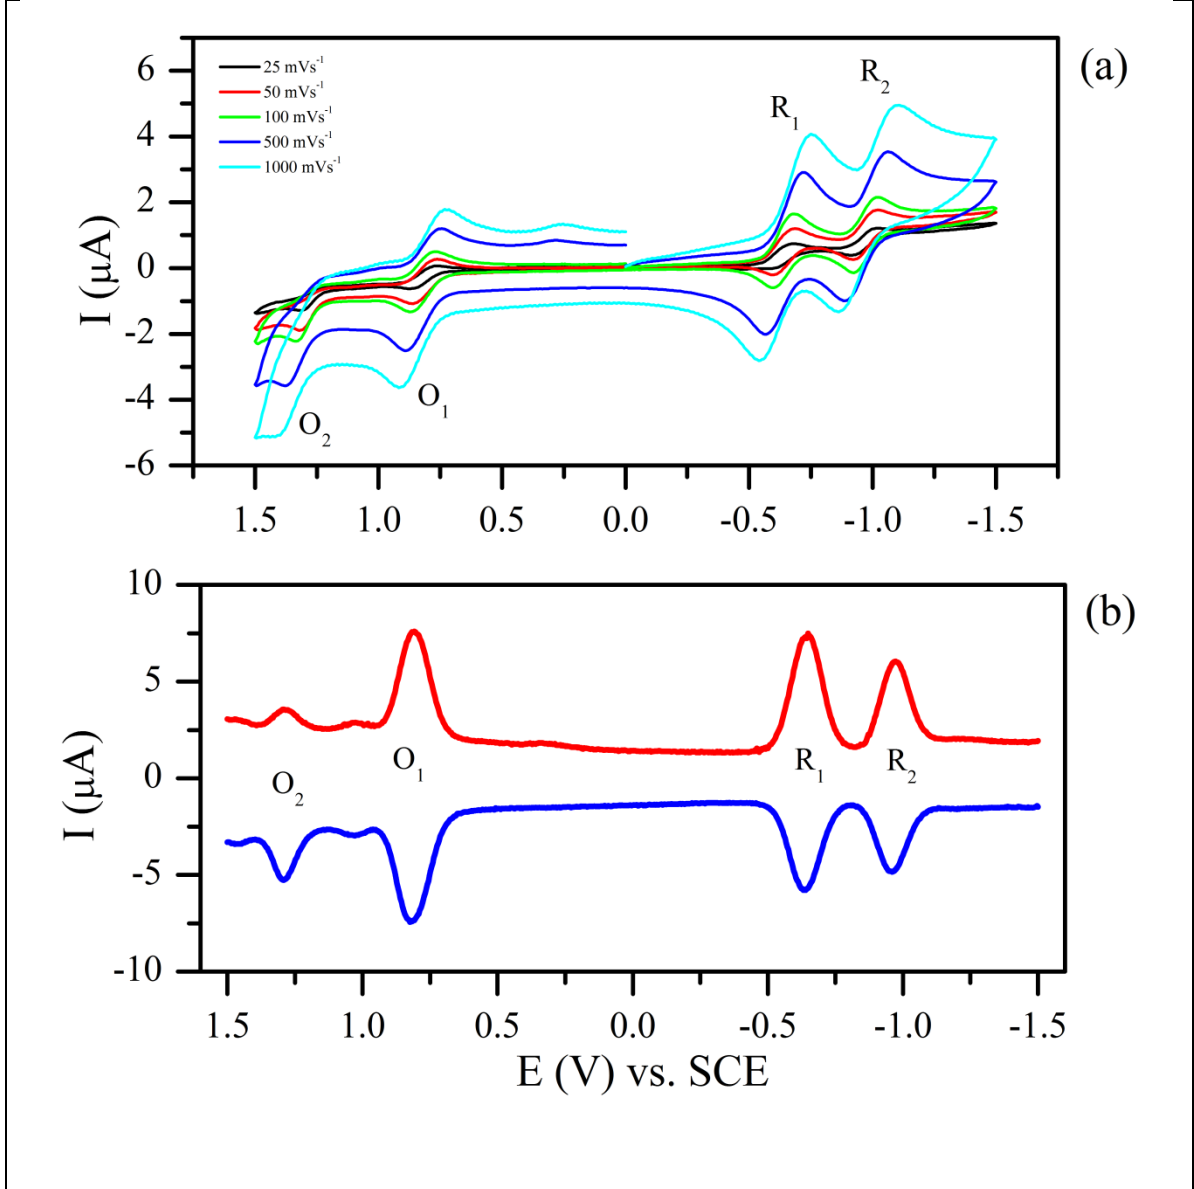 (a)
25 mVs⁻¹
50 mVs⁻¹
100 mVs⁻¹
500 mVs⁻¹
1000 mVs⁻¹
R₁
R₂
O₁
O₂
I (μA)
6
4
2
0
-2
-4
-6
1.5 1.0 0.5 0.0 -0.5 -1.0 -1.5
(b)
O₂
O₁
R₁
R₂
I (μA)
10
5
0
-5
-10
1.5 1.0 0.5 0.0 -0.5 -1.0 -1.5
E (V) vs. SCE